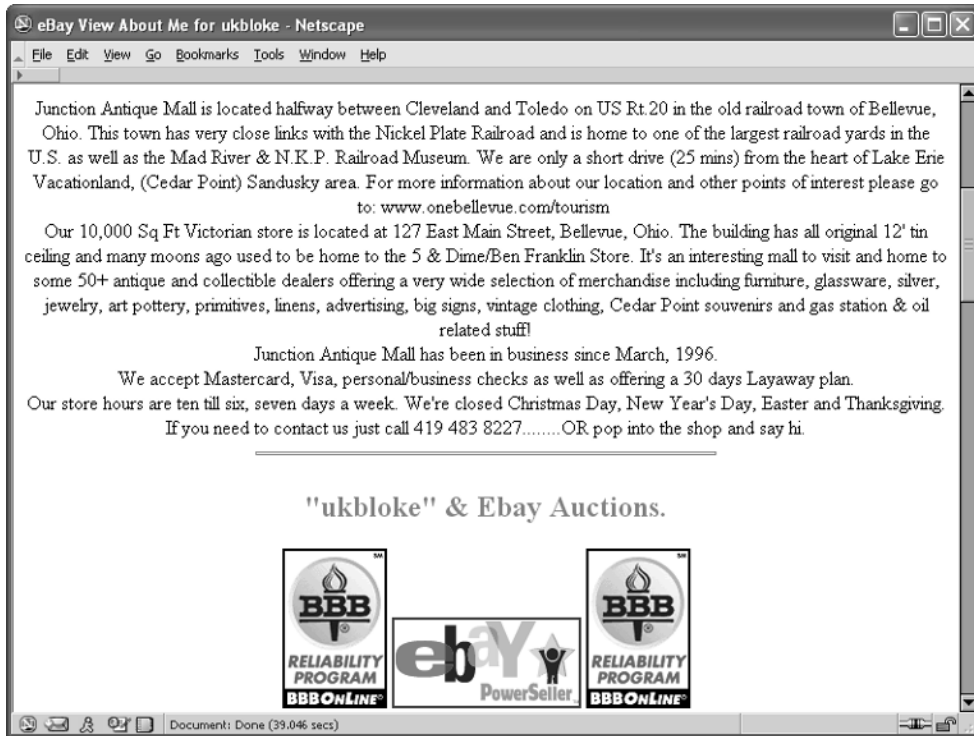 eBay View About Me for ukbloke - Netscape
File Edit View Go Bookmarks Tools Window Help
Junction Antique Mall is located halfway between Cleveland and Toledo on US Rt.20 in the old railroad town of Bellevue,
Ohio. This town has very close links with the Nickel Plate Railroad and is home to one of the largest railroad yards in the
U.S. as well as the Mad River & N.K.P. Railroad Museum. We are only a short drive (25 mins) from the heart of Lake Erie
Vacationland, (Cedar Point) Sandusky area. For more information about our location and other points of interest please go
to: www.onebellevue.com/tourism
Our 10,000 Sq Ft Victorian store is located at 127 East Main Street, Bellevue, Ohio. The building has all original 12' tin
ceiling and many moons ago used to be home to the 5 & Dime/Ben Franklin Store. It's an interesting mall to visit and home to
some 50+ antique and collectible dealers offering a very wide selection of merchandise including furniture, glassware, silver,
jewelry, art pottery, primitives, linens, advertising, big signs, vintage clothing, Cedar Point souvenirs and gas station & oil
related stuff!
Junction Antique Mall has been in business since March, 1996.
We accept Mastercard, Visa, personal/business checks as well as offering a 30 days Layaway plan.
Our store hours are ten till six, seven days a week. We're closed Christmas Day, New Year's Day, Easter and Thanksgiving.
If you need to contact us just call 419 483 8227........OR pop into the shop and say hi.
"ukbloke" & Ebay Auctions.
SM SM
BBB BBB
® ®
RELIABILITY ebaY RELIABILITY
PROGRAM PowerSeller PROGRAM
BBBONLINE® BBBONLINE®
Document: Done (39.046 secs)